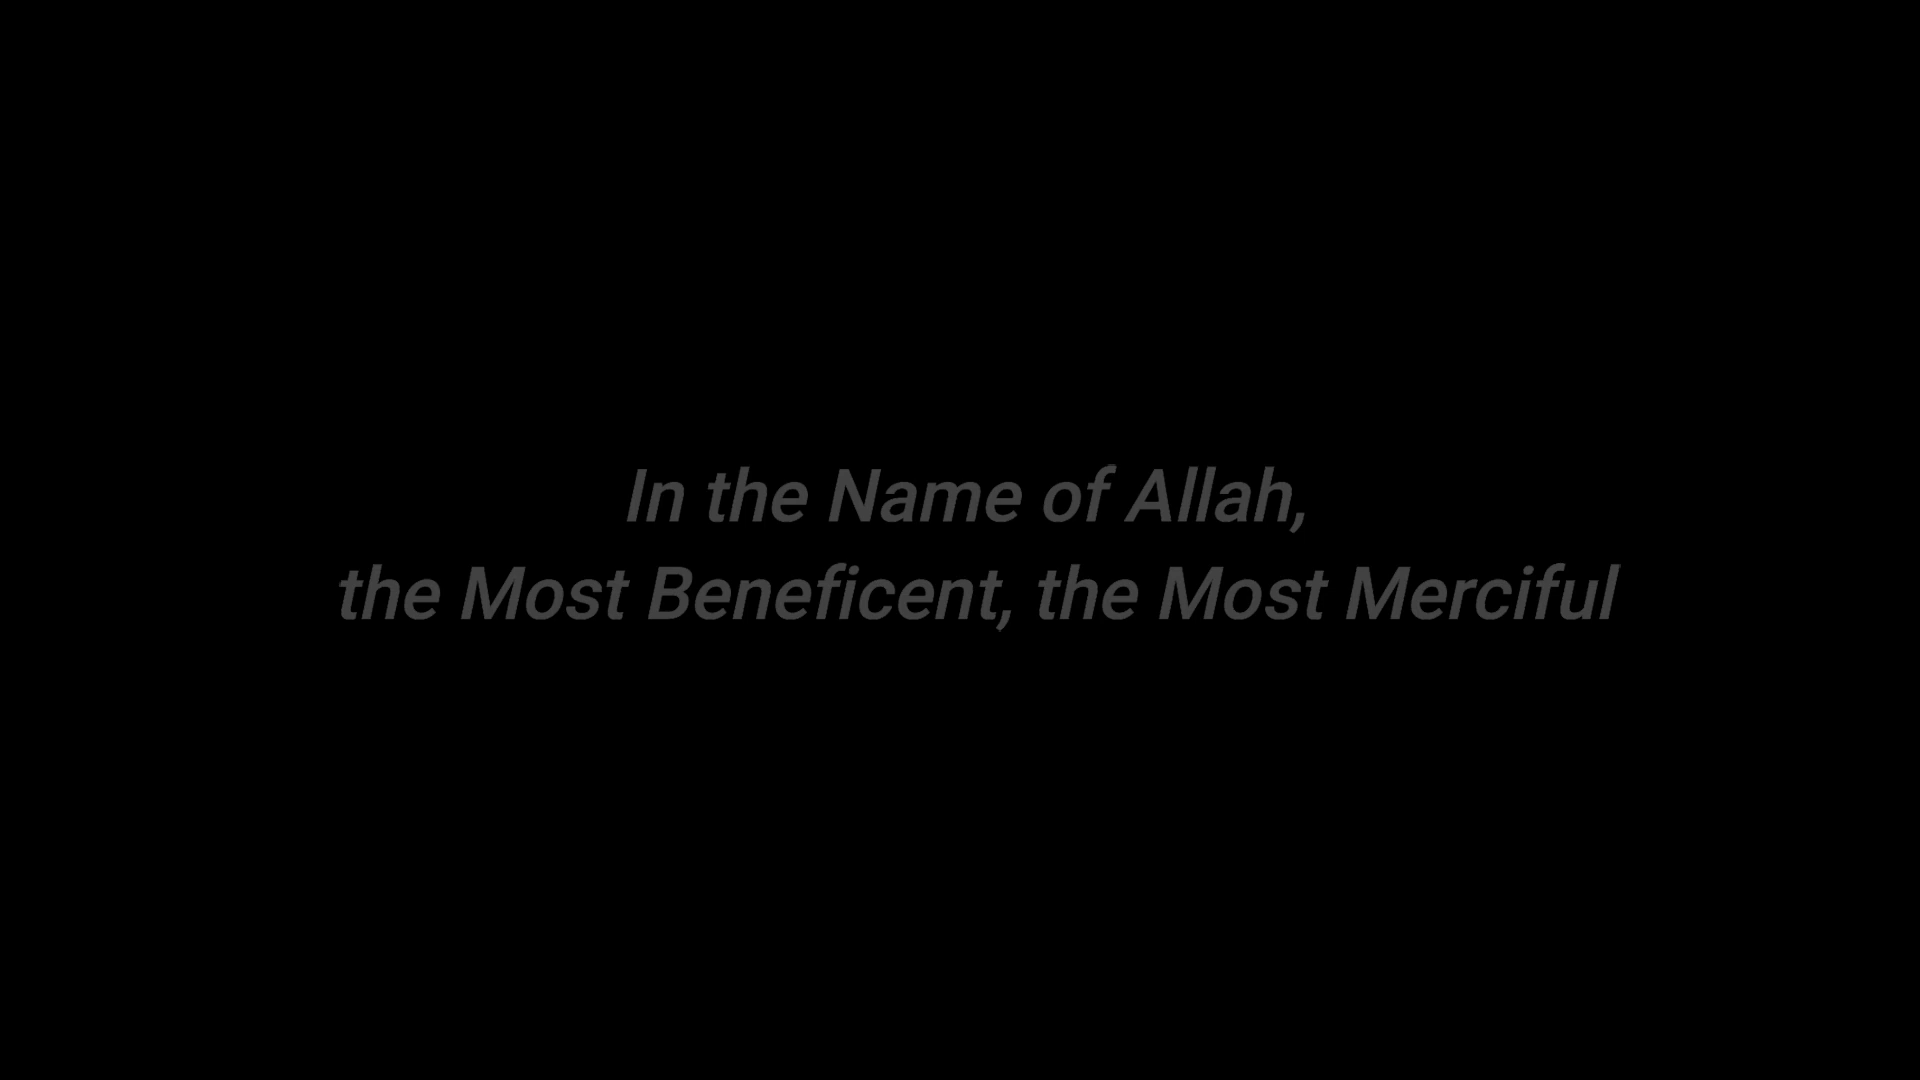 In the Name of Allah,
the Most Beneficent, the Most Merciful